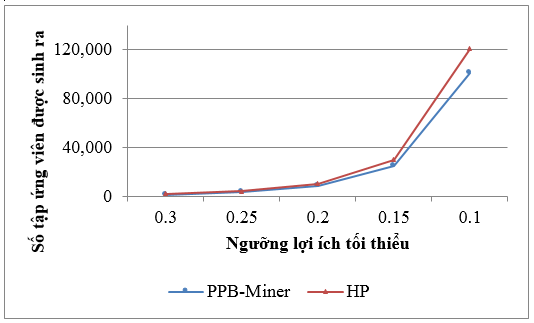 Số tập ứng viên được sinh ra
120,000
80,000
40,000
0
0.3 0.25 0.2 0.15 0.1
Ngưỡng lợi ích tối thiểu
PPB-Miner HP